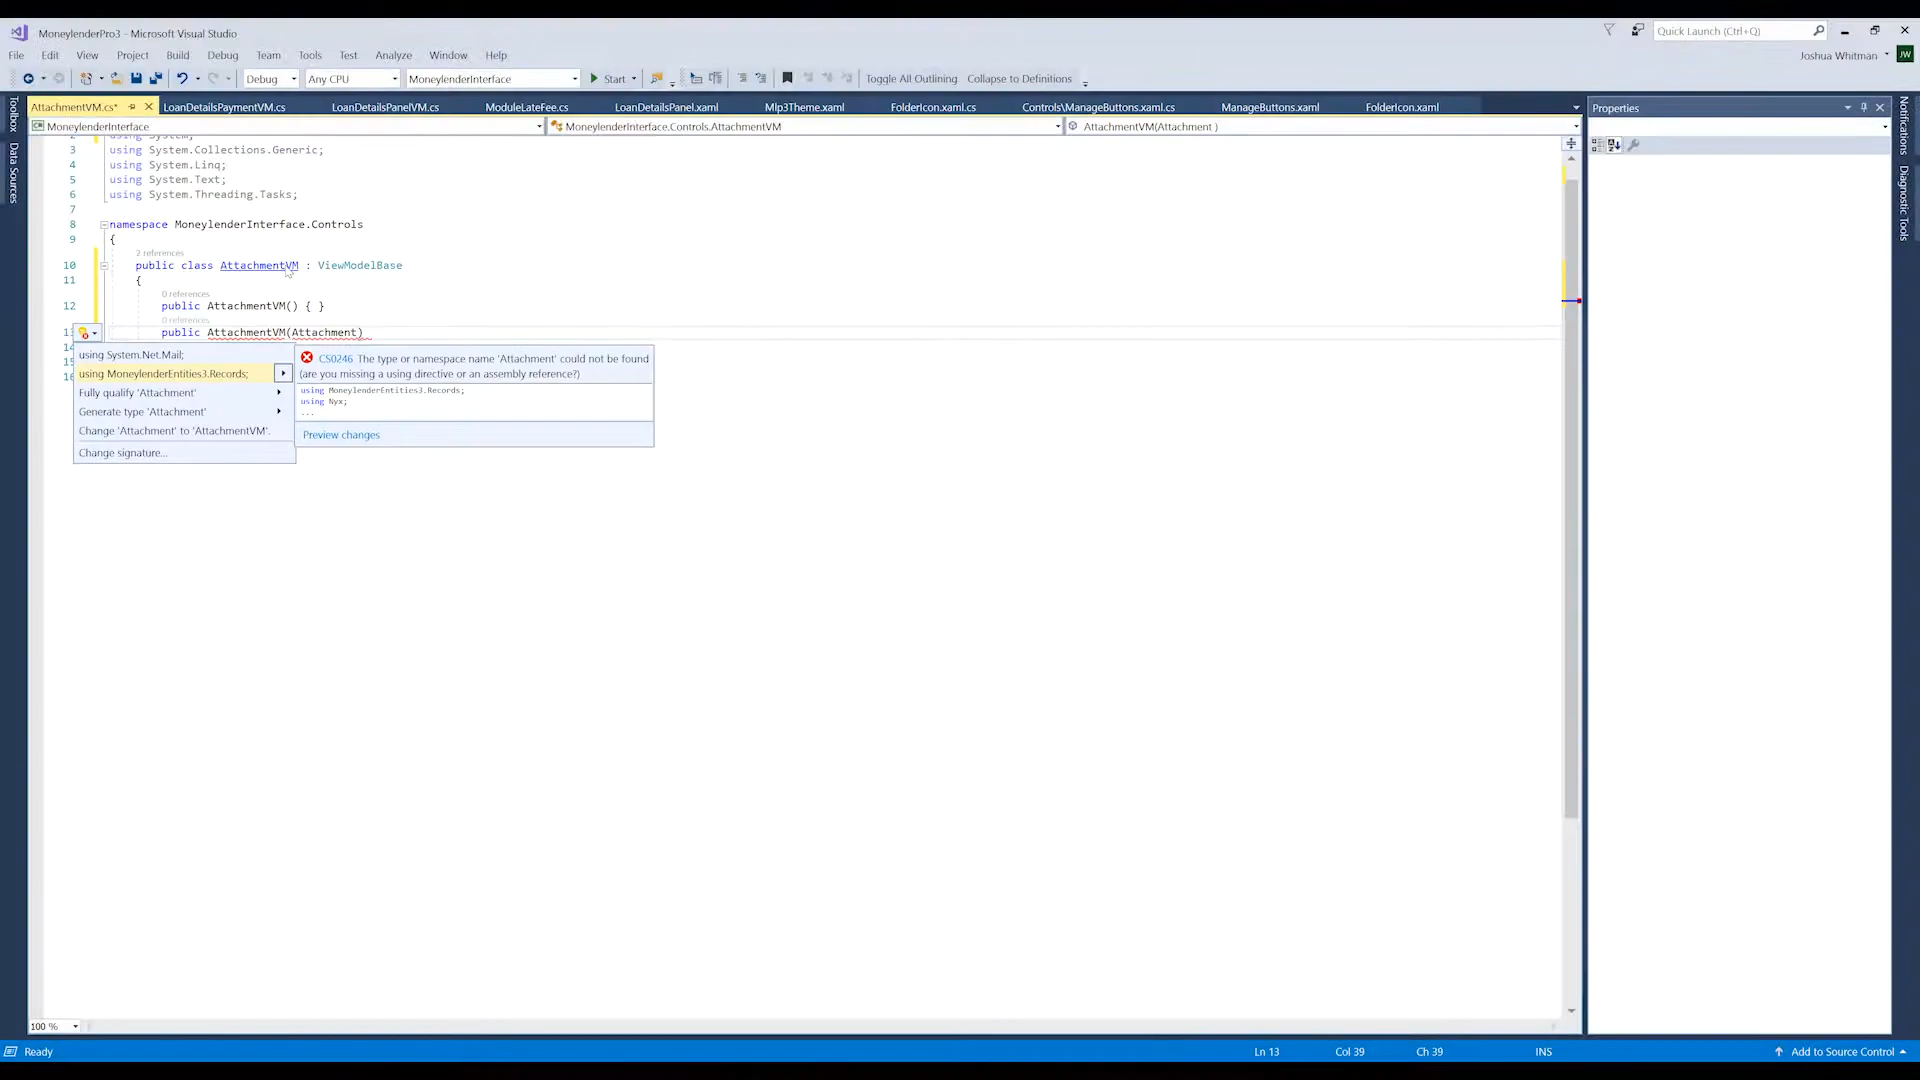 MoneylenderPro3 - Microsoft Visual Studio
Quick Launch (Ctrl+Q)
File Edit View Project Build Debug Team Tools Test Analyze Window Help
Joshua Whitman
JW
Debug
Any CPU
MoneylenderInterface
Start
Toggle All Outlining
Collapse to Definitions
AttachmentVM.cs*
LoanDetailsPaymentVM.cs
LoanDetailsPanelVM.cs
ModuleLateFee.cs
LoanDetailsPanel.xaml
Mlp3Theme.xaml
FolderIcon.xaml.cs
Controls\ManageButtons.xaml.cs
ManageButtons.xaml
FolderIcon.xaml
Properties
Toolbox
Data Sources
Notifications
Diagnostic Tools
MoneylenderInterface
MoneylenderInterface.Controls.AttachmentVM
AttachmentVM(Attachment )
2 using System;
3 using System.Collections.Generic;
4 using System.Linq;
5 using System.Text;
6 using System.Threading.Tasks;
7
8 namespace MoneylenderInterface.Controls
9 {
2 references
10 public class AttachmentVM : ViewModelBase
11 {
0 references
12 public AttachmentVM() { }
0 references
13 public AttachmentVM(Attachment)
using System.Net.Mail;
using MoneylenderEntities3.Records;
Fully qualify 'Attachment'
Generate type 'Attachment'
Change 'Attachment' to 'AttachmentVM'.
Change signature...
CS0246 The type or namespace name 'Attachment' could not be found
(are you missing a using directive or an assembly reference?)
using MoneylenderEntities3.Records;
using Nyx;
...
Preview changes
100 %
Ready
Ln 13
Col 39
Ch 39
INS
Add to Source Control